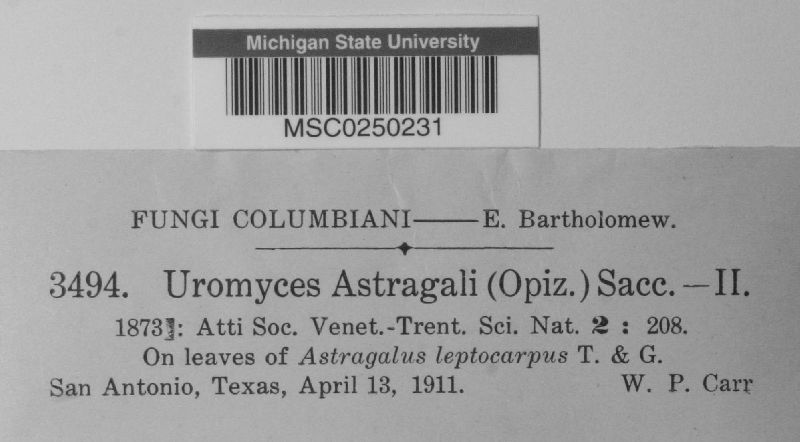 Michigan State University
MSC0250231
FUNGI COLUMBIANI——E. Bartholomew.
3494. Uromyces Astragali (Opiz.) Sacc.—II.
1873: Atti Soc. Venet.-Trent. Sci. Nat. 2 : 208.
On leaves of Astragalus leptocarpus T. & G.
San Antonio, Texas, April 13, 1911. W. P. Carr